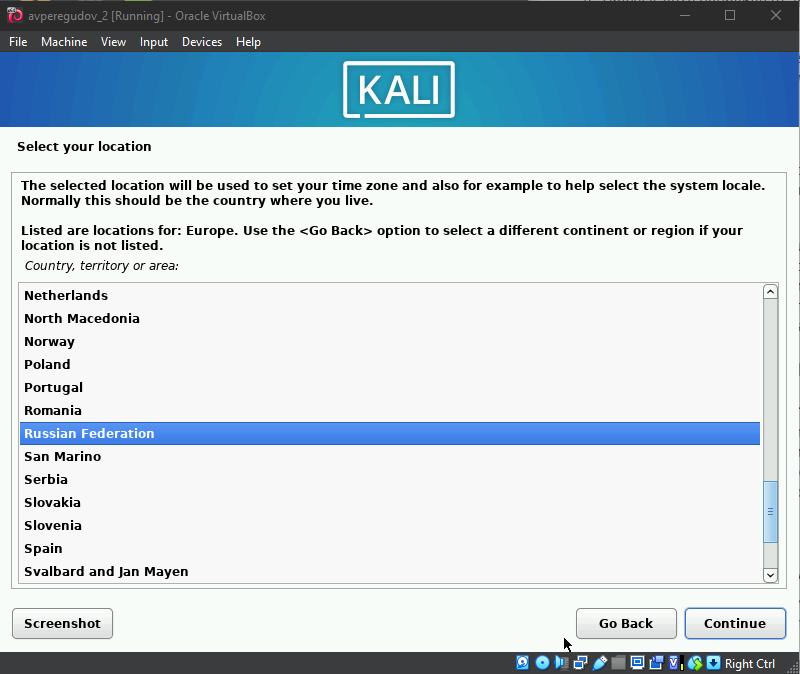 avperegudov_2 [Running] - Oracle VirtualBox
File Machine View Input Devices Help
KALI
Select your location
The selected location will be used to set your time zone and also for example to help select the system locale.
Normally this should be the country where you live.
Listed are locations for: Europe. Use the <Go Back> option to select a different continent or region if your
location is not listed.
Country, territory or area:
Netherlands
North Macedonia
Norway
Poland
Portugal
Romania
Russian Federation
San Marino
Serbia
Slovakia
Slovenia
Spain
Svalbard and Jan Mayen
Screenshot
Go Back
Continue
Right Ctrl